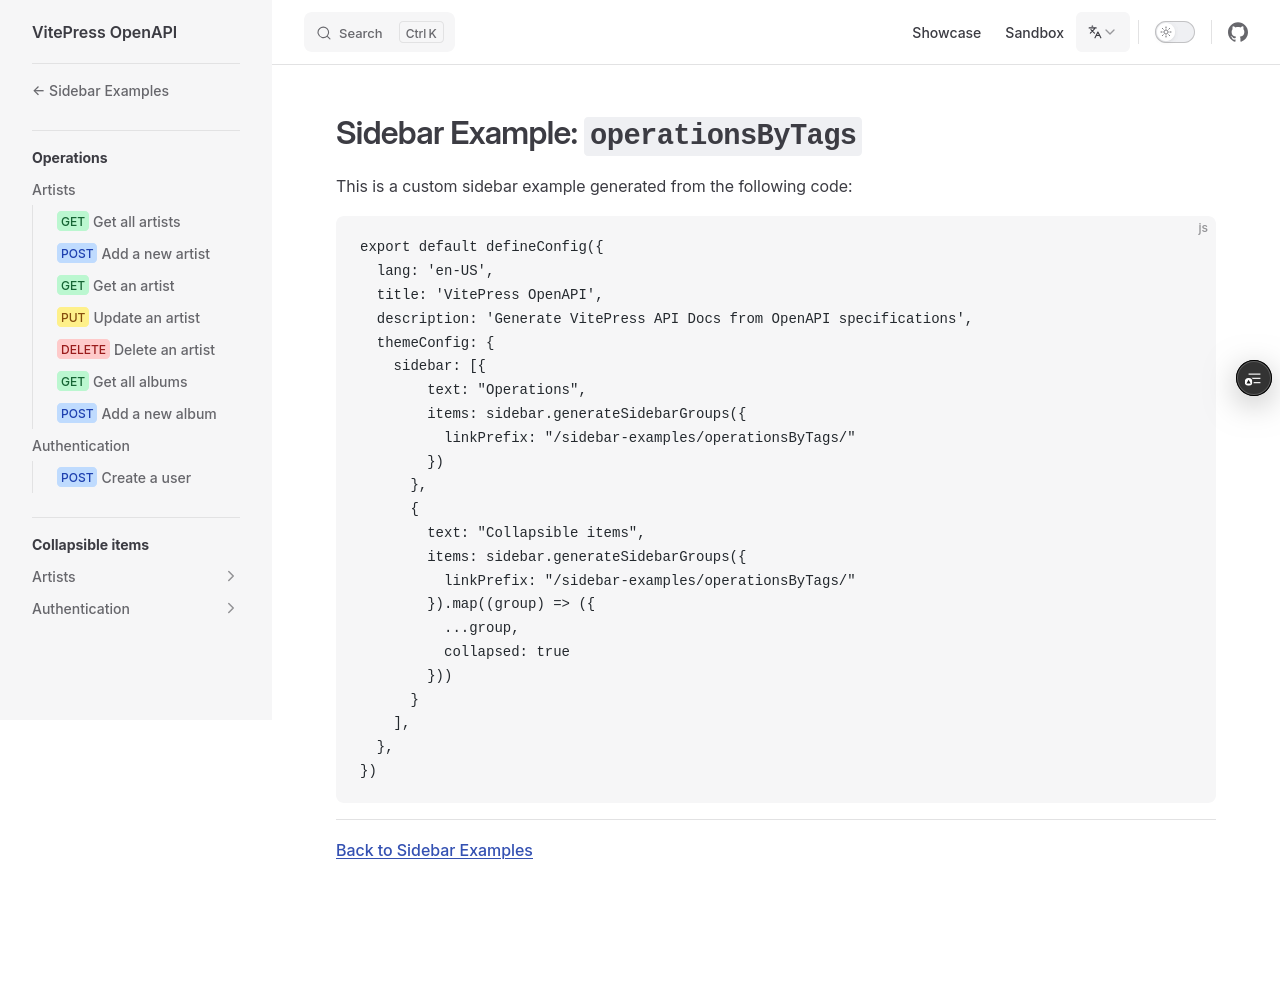 VitePress OpenAPI
← Sidebar Examples
Operations
Artists
GET Get all artists
POST Add a new artist
GET Get an artist
PUT Update an artist
DELETE Delete an artist
GET Get all albums
POST Add a new album
Authentication
POST Create a user
Collapsible items
Artists
Authentication
Search Ctrl K
Showcase
Sandbox
Sidebar Example: operationsByTags
This is a custom sidebar example generated from the following code:
js
export default defineConfig({
  lang: 'en-US',
  title: 'VitePress OpenAPI',
  description: 'Generate VitePress API Docs from OpenAPI specifications',
  themeConfig: {
    sidebar: [{
        text: "Operations",
        items: sidebar.generateSidebarGroups({
          linkPrefix: "/sidebar-examples/operationsByTags/"
        })
      },
      {
        text: "Collapsible items",
        items: sidebar.generateSidebarGroups({
          linkPrefix: "/sidebar-examples/operationsByTags/"
        }).map((group) => ({
          ...group,
          collapsed: true
        }))
      }
    ],
  },
})
Back to Sidebar Examples